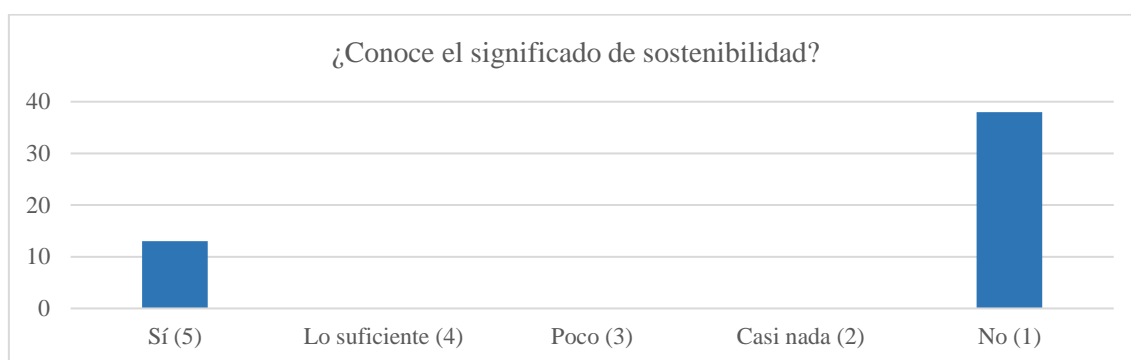 ¿Conoce el significado de sostenibilidad?
40
30
20
10
0
Sí (5) Lo suficiente (4) Poco (3) Casi nada (2) No (1)